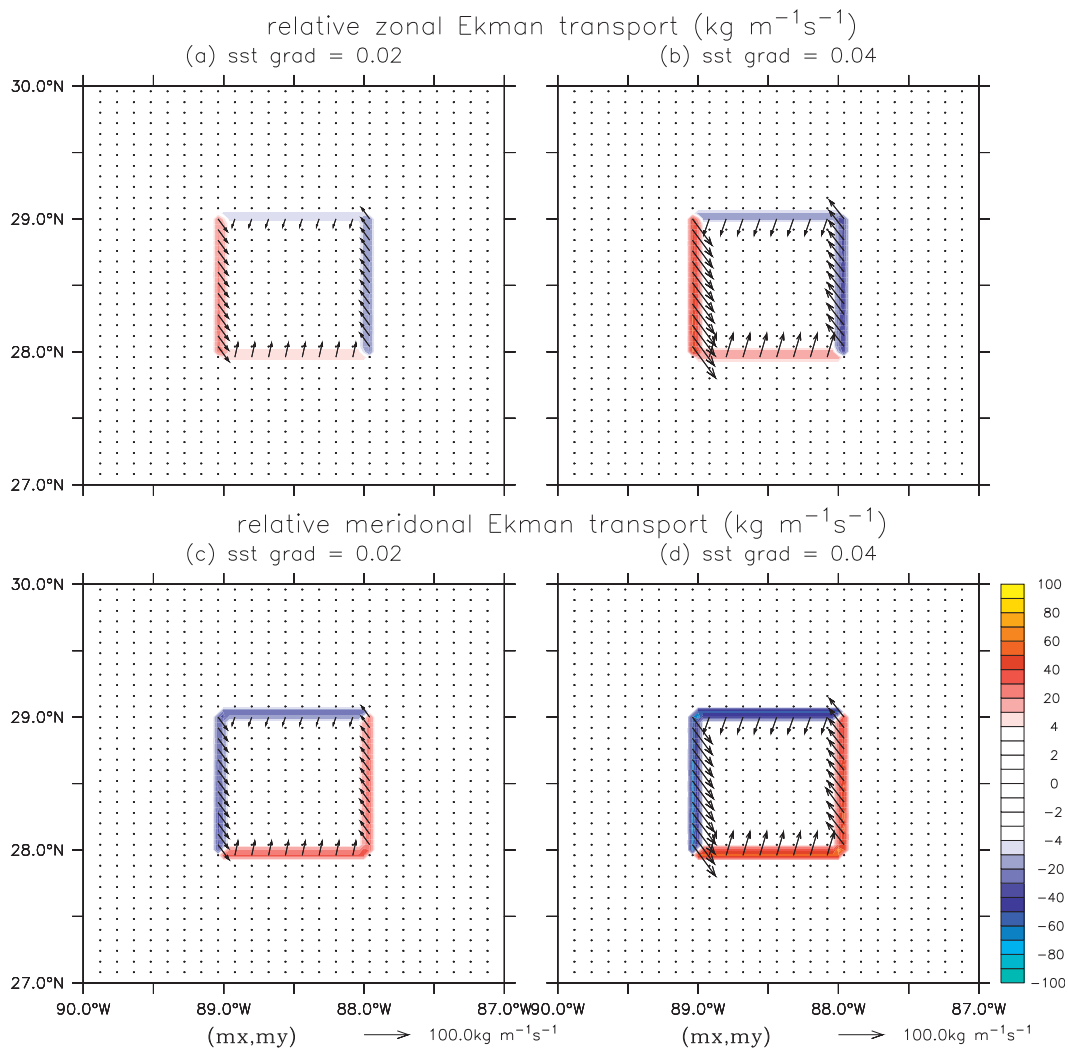 relative zonal Ekman transport (kg m⁻¹s⁻¹)
(a) sst grad = 0.02
(b) sst grad = 0.04
30.0°N
29.0°N
28.0°N
27.0°N
relative meridonal Ekman transport (kg m⁻¹s⁻¹)
(c) sst grad = 0.02
(d) sst grad = 0.04
30.0°N
29.0°N
28.0°N
27.0°N
100
80
60
40
20
4
2
0
−2
−4
−20
−40
−60
−80
−100
90.0°W 89.0°W 88.0°W 87.0°W
90.0°W 89.0°W 88.0°W 87.0°W
(mx,my) 100.0kg m⁻¹s⁻¹
(mx,my) 100.0kg m⁻¹s⁻¹